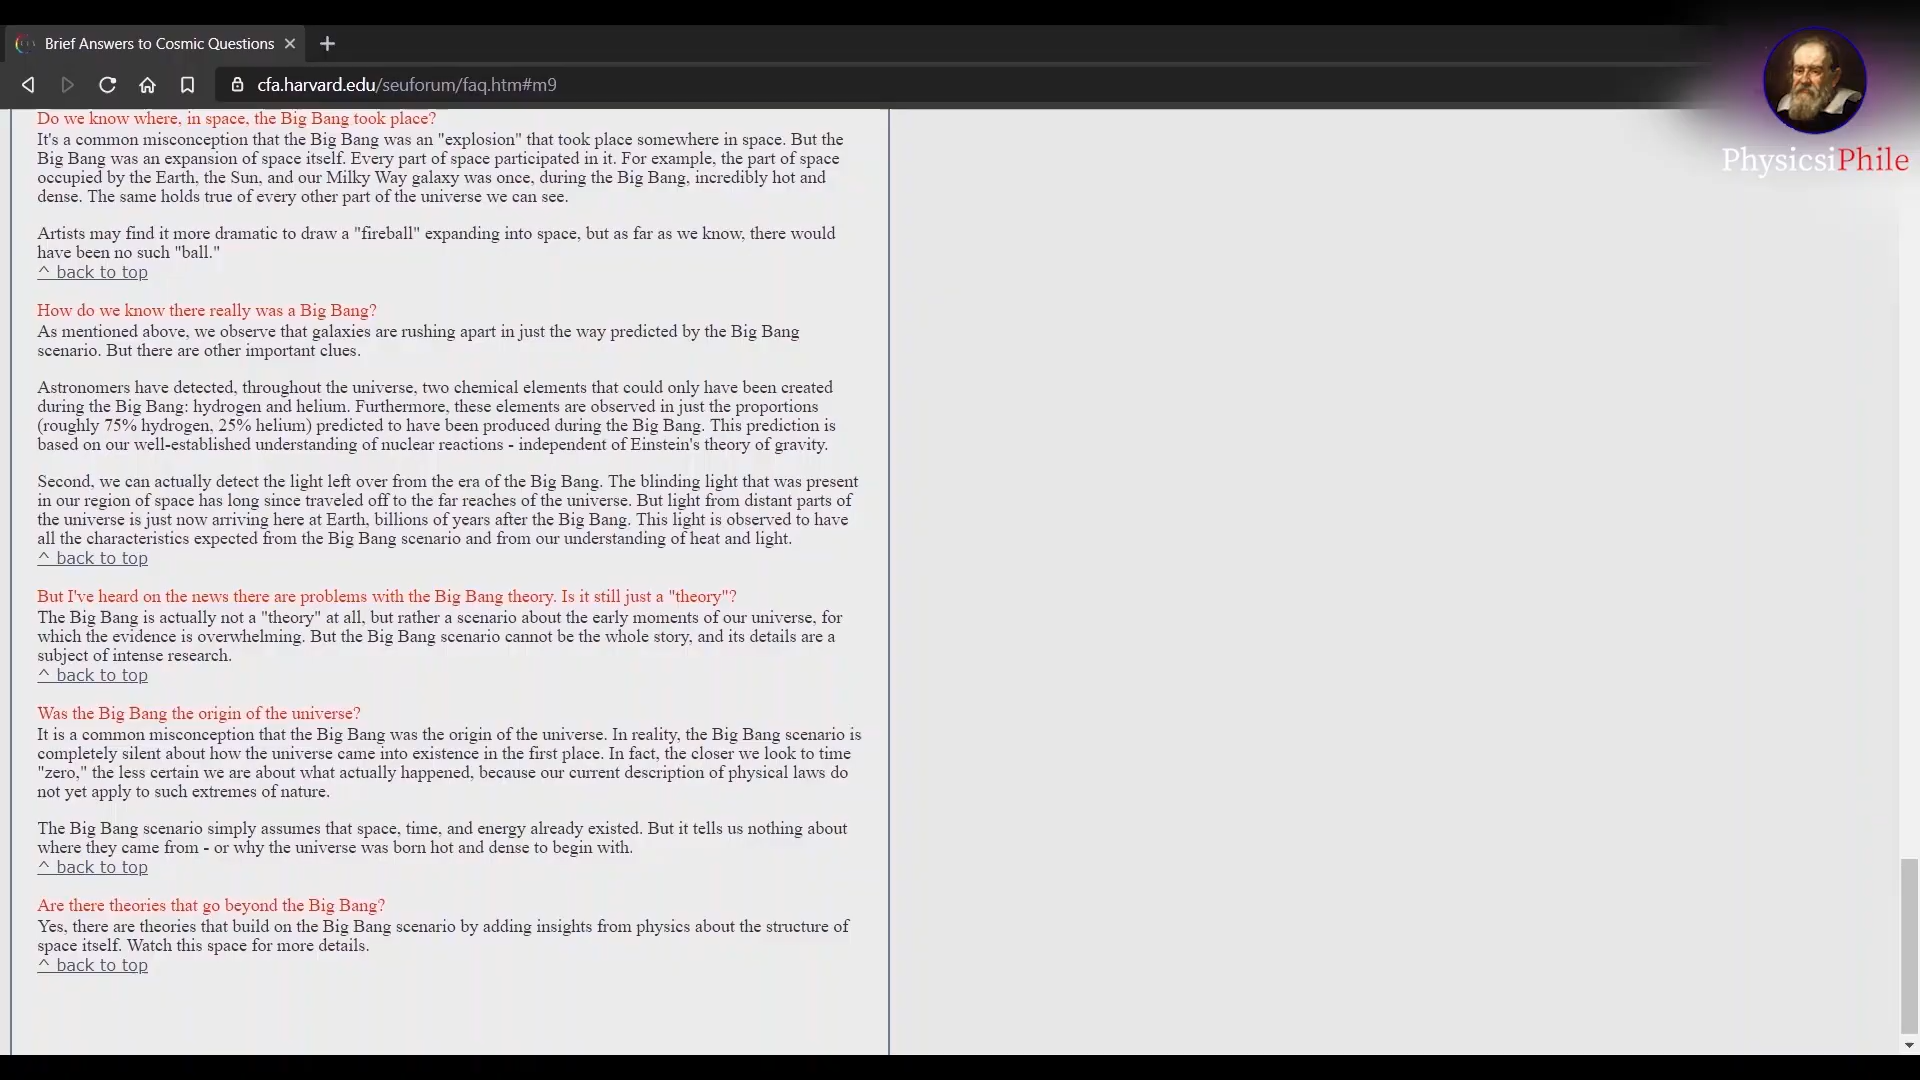 Brief Answers to Cosmic Questions
cfa.harvard.edu/seuforum/faq.htm#m9
PhysicsiPhile
Do we know where, in space, the Big Bang took place?
It's a common misconception that the Big Bang was an "explosion" that took place somewhere in space. But the
Big Bang was an expansion of space itself. Every part of space participated in it. For example, the part of space
occupied by the Earth, the Sun, and our Milky Way galaxy was once, during the Big Bang, incredibly hot and
dense. The same holds true of every other part of the universe we can see.
Artists may find it more dramatic to draw a "fireball" expanding into space, but as far as we know, there would
have been no such "ball."
^ back to top
How do we know there really was a Big Bang?
As mentioned above, we observe that galaxies are rushing apart in just the way predicted by the Big Bang
scenario. But there are other important clues.
Astronomers have detected, throughout the universe, two chemical elements that could only have been created
during the Big Bang: hydrogen and helium. Furthermore, these elements are observed in just the proportions
(roughly 75% hydrogen, 25% helium) predicted to have been produced during the Big Bang. This prediction is
based on our well-established understanding of nuclear reactions - independent of Einstein's theory of gravity.
Second, we can actually detect the light left over from the era of the Big Bang. The blinding light that was present
in our region of space has long since traveled off to the far reaches of the universe. But light from distant parts of
the universe is just now arriving here at Earth, billions of years after the Big Bang. This light is observed to have
all the characteristics expected from the Big Bang scenario and from our understanding of heat and light.
^ back to top
But I've heard on the news there are problems with the Big Bang theory. Is it still just a "theory"?
The Big Bang is actually not a "theory" at all, but rather a scenario about the early moments of our universe, for
which the evidence is overwhelming. But the Big Bang scenario cannot be the whole story, and its details are a
subject of intense research.
^ back to top
Was the Big Bang the origin of the universe?
It is a common misconception that the Big Bang was the origin of the universe. In reality, the Big Bang scenario is
completely silent about how the universe came into existence in the first place. In fact, the closer we look to time
"zero," the less certain we are about what actually happened, because our current description of physical laws do
not yet apply to such extremes of nature.
The Big Bang scenario simply assumes that space, time, and energy already existed. But it tells us nothing about
where they came from - or why the universe was born hot and dense to begin with.
^ back to top
Are there theories that go beyond the Big Bang?
Yes, there are theories that build on the Big Bang scenario by adding insights from physics about the structure of
space itself. Watch this space for more details.
^ back to top